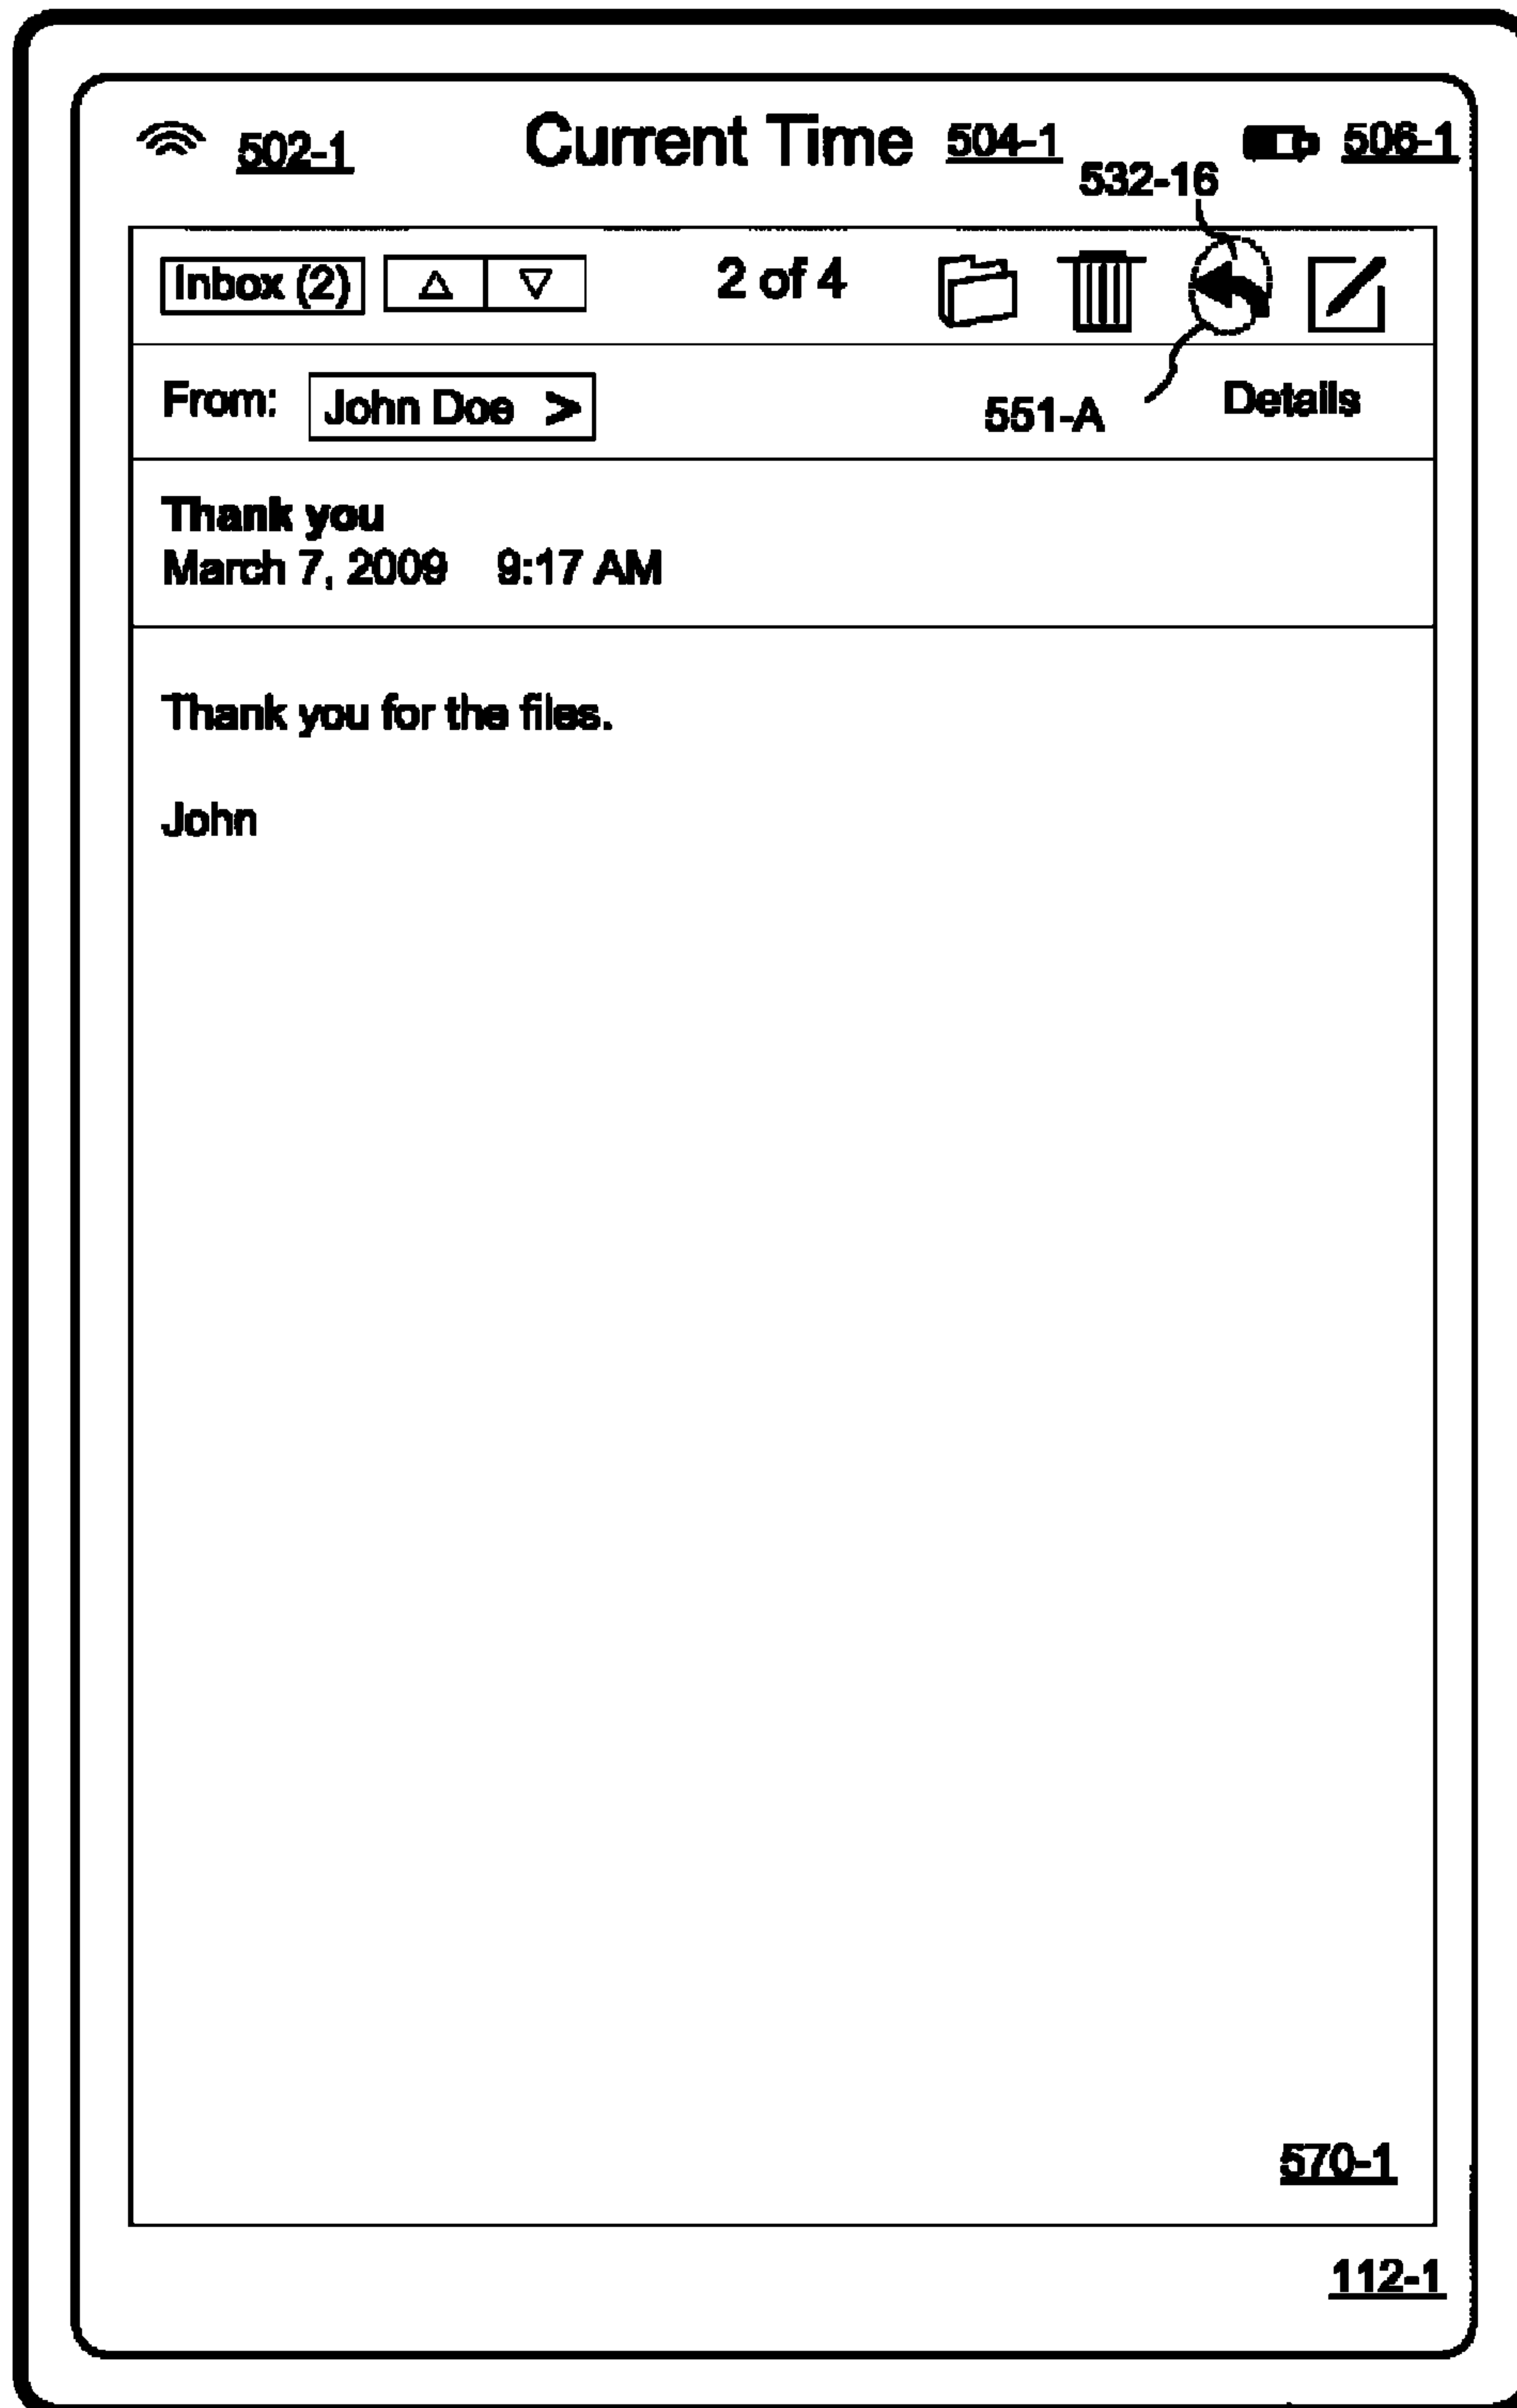 502-1 Current Time 504-1 506-1
532-16
Inbox (2) 2 of 4
From: John Doe > 551-A Details
Thank you
March 7, 2009 9:17 AM
Thank you for the files.
John
570-1
112-1